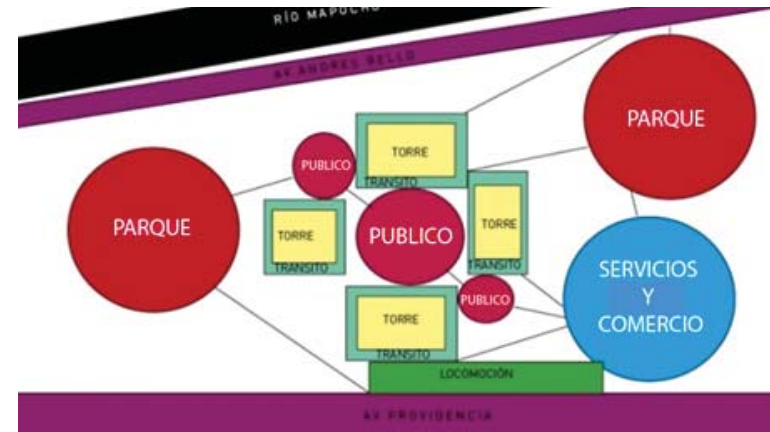 RÍO MAPOCHO
AV ANDRES BELLO
PARQUE
TORRE
PUBLICO
TRANSITO
TORRE
PUBLICO
TORRE
PARQUE
TRANSITO
TRANSITO
SERVICIOS
Y
COMERCIO
PUBLICO
TORRE
TRANSITO
LOCOMOCIÓN
AV PROVIDENCIA